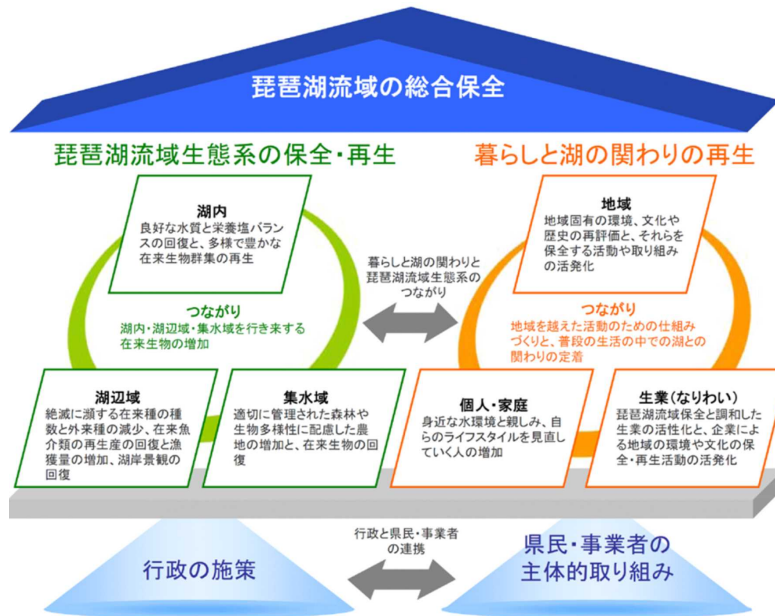 琵琶湖流域の総合保全
琵琶湖流域生態系の保全・再生
暮らしと湖の関わりの再生
湖内
良好な水質と栄養塩バラン
スの回復と、多様で豊かな
在来生物群集の再生
つながり
湖内・湖辺域・集水域を行き来する
在来生物の増加
湖辺域
絶滅に瀕する在来種の種
数と外来種の減少、在来魚
介類の再生産の回復と漁
獲量の増加、湖岸景観の
回復
集水域
適切に管理された森林や
生物多様性に配慮した農
地の増加と、在来生物の回
復
暮らしと湖の関わりと
琵琶湖流域生態系の
つながり
地域
地域固有の環境、文化や
歴史の再評価と、それらを
保全する活動や取り組み
の活発化
つながり
地域を越えた活動のための仕組み
づくりと、普段の生活の中での湖との
関わりの定着
個人・家庭
身近な水環境と親しみ、自
らのライフスタイルを見直し
ていく人の増加
生業(なりわい)
琵琶湖流域保全と調和した
生業の活性化と、企業によ
る地域の環境や文化の保
全・再生活動の活発化
行政の施策
行政と県民・事業者
の連携
県民・事業者の
主体的取り組み